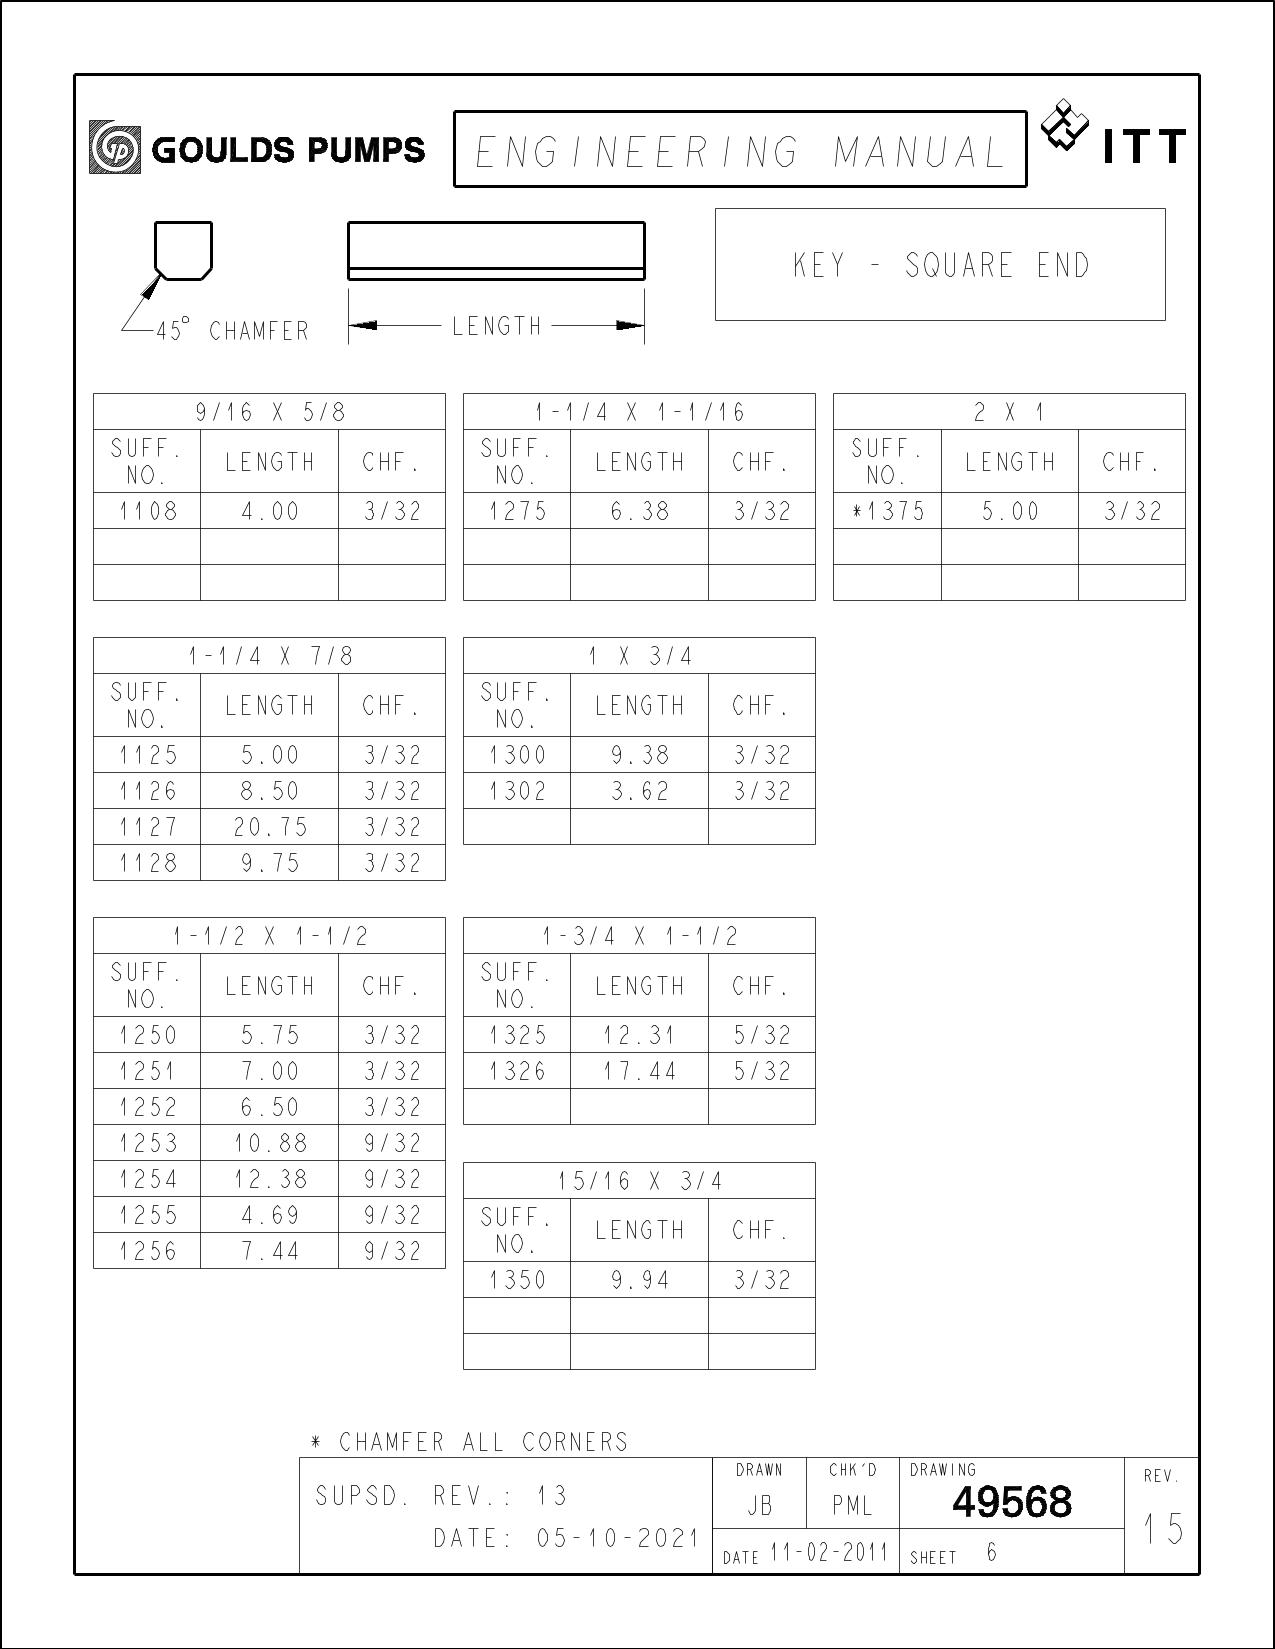 GOULDS PUMPS
ENGINEERING MANUAL
ITT
KEY - SQUARE END
45° CHAMFER
LENGTH
9/16 X 5/8
SUFF. NO. LENGTH CHF.
1108 4.00 3/32
1-1/4 X 1-1/16
SUFF. NO. LENGTH CHF.
1275 6.38 3/32
2 X 1
SUFF. NO. LENGTH CHF.
*1375 5.00 3/32
1-1/4 X 7/8
SUFF. NO. LENGTH CHF.
1125 5.00 3/32
1126 8.50 3/32
1127 20.75 3/32
1128 9.75 3/32
1 X 3/4
SUFF. NO. LENGTH CHF.
1300 9.38 3/32
1302 3.62 3/32
1-1/2 X 1-1/2
SUFF. NO. LENGTH CHF.
1250 5.75 3/32
1251 7.00 3/32
1252 6.50 3/32
1253 10.88 9/32
1254 12.38 9/32
1255 4.69 9/32
1256 7.44 9/32
1-3/4 X 1-1/2
SUFF. NO. LENGTH CHF.
1325 12.31 5/32
1326 17.44 5/32
15/16 X 3/4
SUFF. NO. LENGTH CHF.
1350 9.94 3/32
* CHAMFER ALL CORNERS
SUPSD. REV.: 13
DATE: 05-10-2021
DRAWN
JB
CHK'D
PML
DATE 11-02-2011
DRAWING
49568
SHEET 6
REV.
15